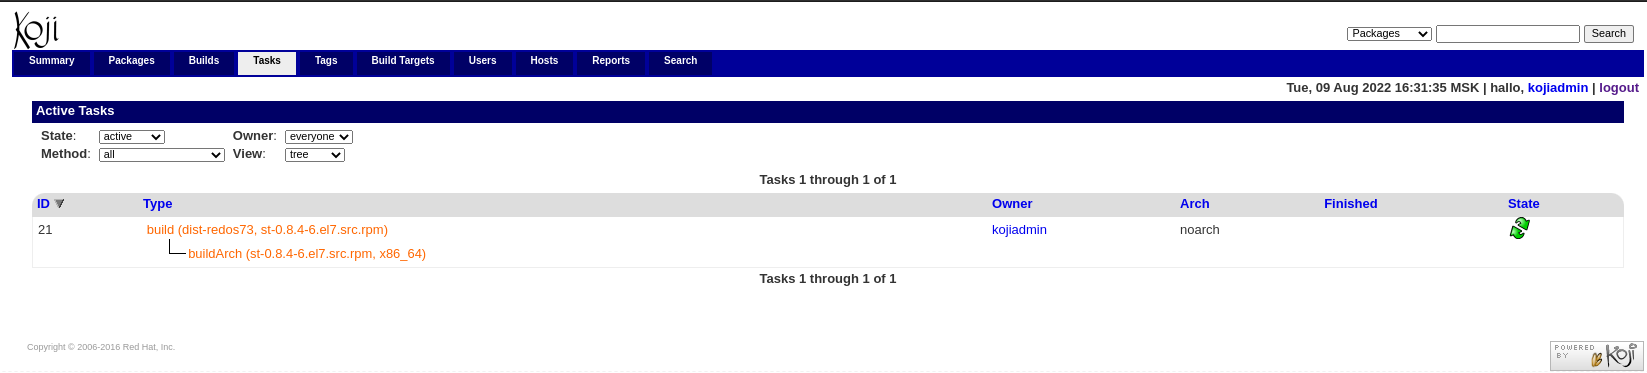 Koji
Packages Search
Summary Packages Builds Tasks Tags Build Targets Users Hosts Reports Search
Tue, 09 Aug 2022 16:31:35 MSK | hallo, kojiadmin | logout
Active Tasks
State: active Owner: everyone
Method: all View: tree
Tasks 1 through 1 of 1
ID Type Owner Arch Finished State
21 build (dist-redos73, st-0.8.4-6.el7.src.rpm) kojiadmin noarch
buildArch (st-0.8.4-6.el7.src.rpm, x86_64)
Tasks 1 through 1 of 1
Copyright © 2006-2016 Red Hat, Inc.
POWERED BY Koji